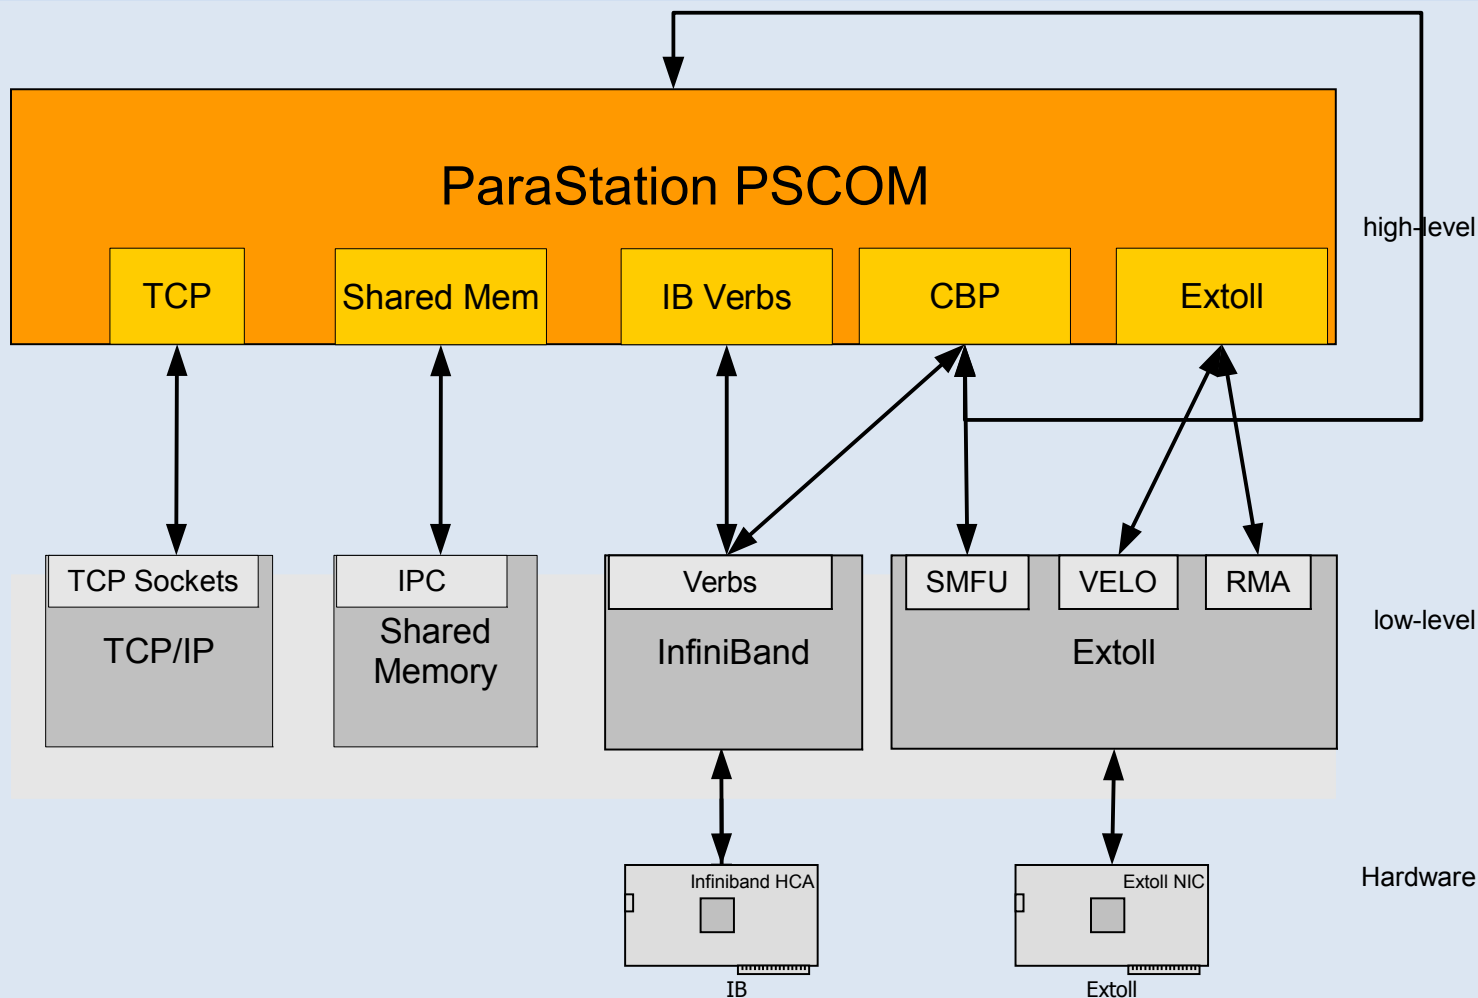 ParaStation PSCOM
high-level
TCP
Shared Mem
IB Verbs
CBP
Extoll
TCP Sockets
IPC
Verbs
SMFU
VELO
RMA
TCP/IP
Shared
Memory
InfiniBand
Extoll
low-level
Infiniband HCA
Extoll NIC
Hardware
IB
Extoll